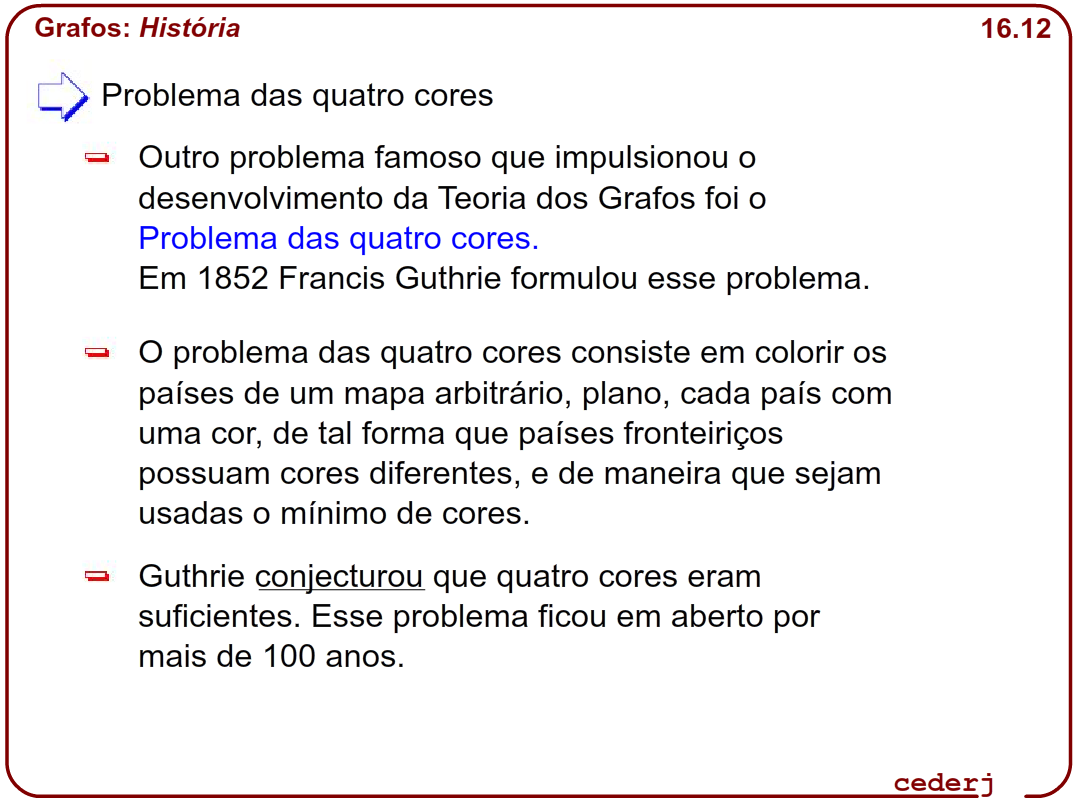 Grafos: História
16.12
Problema das quatro cores
Outro problema famoso que impulsionou o
desenvolvimento da Teoria dos Grafos foi o
Problema das quatro cores.
Em 1852 Francis Guthrie formulou esse problema.
O problema das quatro cores consiste em colorir os
países de um mapa arbitrário, plano, cada país com
uma cor, de tal forma que países fronteiriços
possuam cores diferentes, e de maneira que sejam
usadas o mínimo de cores.
Guthrie conjecturou que quatro cores eram
suficientes. Esse problema ficou em aberto por
mais de 100 anos.
cederj